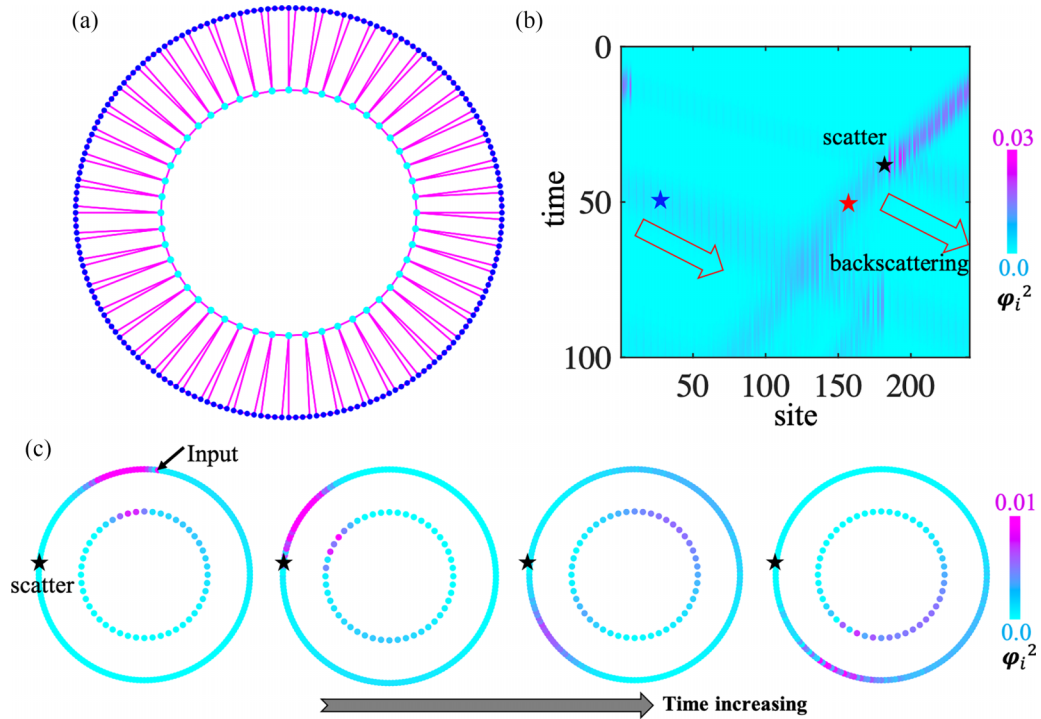 (a)
(b)
0
scatter
0.03
time
50
backscattering
0.0
φᵢ²
100
50
100
150
200
site
(c)
Input
0.01
scatter
0.0
φᵢ²
Time increasing